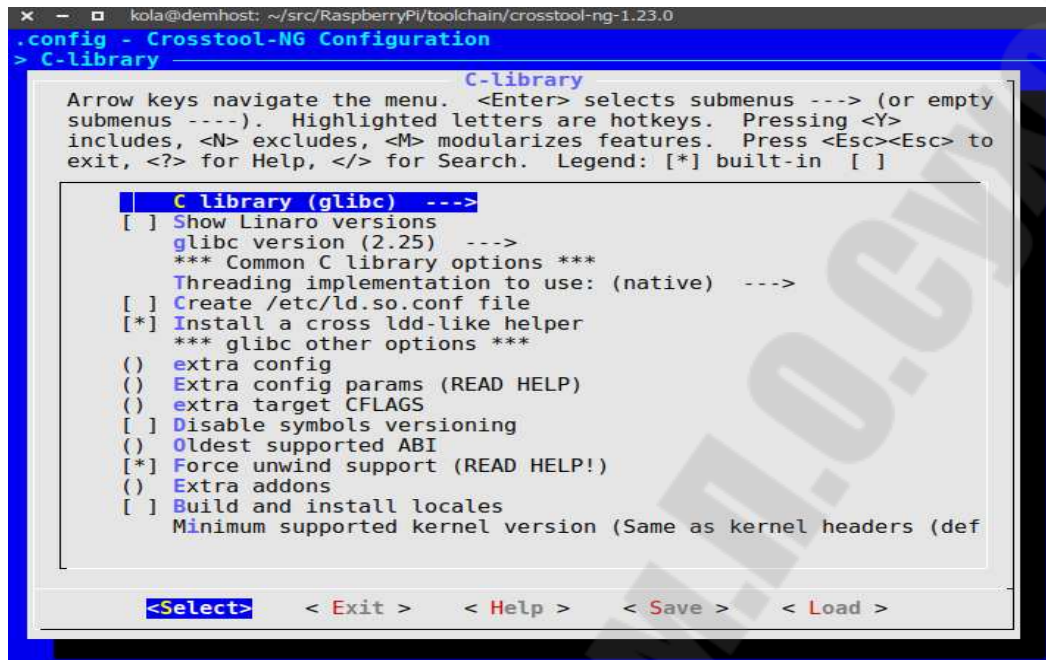 kola@demhost: ~/src/RaspberryPi/toolchain/crosstool-ng-1.23.0
.config - Crosstool-NG Configuration
> C-library
C-library
Arrow keys navigate the menu. <Enter> selects submenus ---> (or empty
submenus ----). Highlighted letters are hotkeys. Pressing <Y>
includes, <N> excludes, <M> modularizes features. Press <Esc><Esc> to
exit, <?> for Help, </> for Search. Legend: [*] built-in [ ]
C library (glibc) --->
[ ] Show Linaro versions
glibc version (2.25) --->
*** Common C library options ***
Threading implementation to use: (native) --->
[ ] Create /etc/ld.so.conf file
[*] Install a cross ldd-like helper
*** glibc other options ***
() extra config
() Extra config params (READ HELP)
() extra target CFLAGS
[ ] Disable symbols versioning
() Oldest supported ABI
[*] Force unwind support (READ HELP!)
() Extra addons
[ ] Build and install locales
Minimum supported kernel version (Same as kernel headers (def
<Select> < Exit > < Help > < Save > < Load >